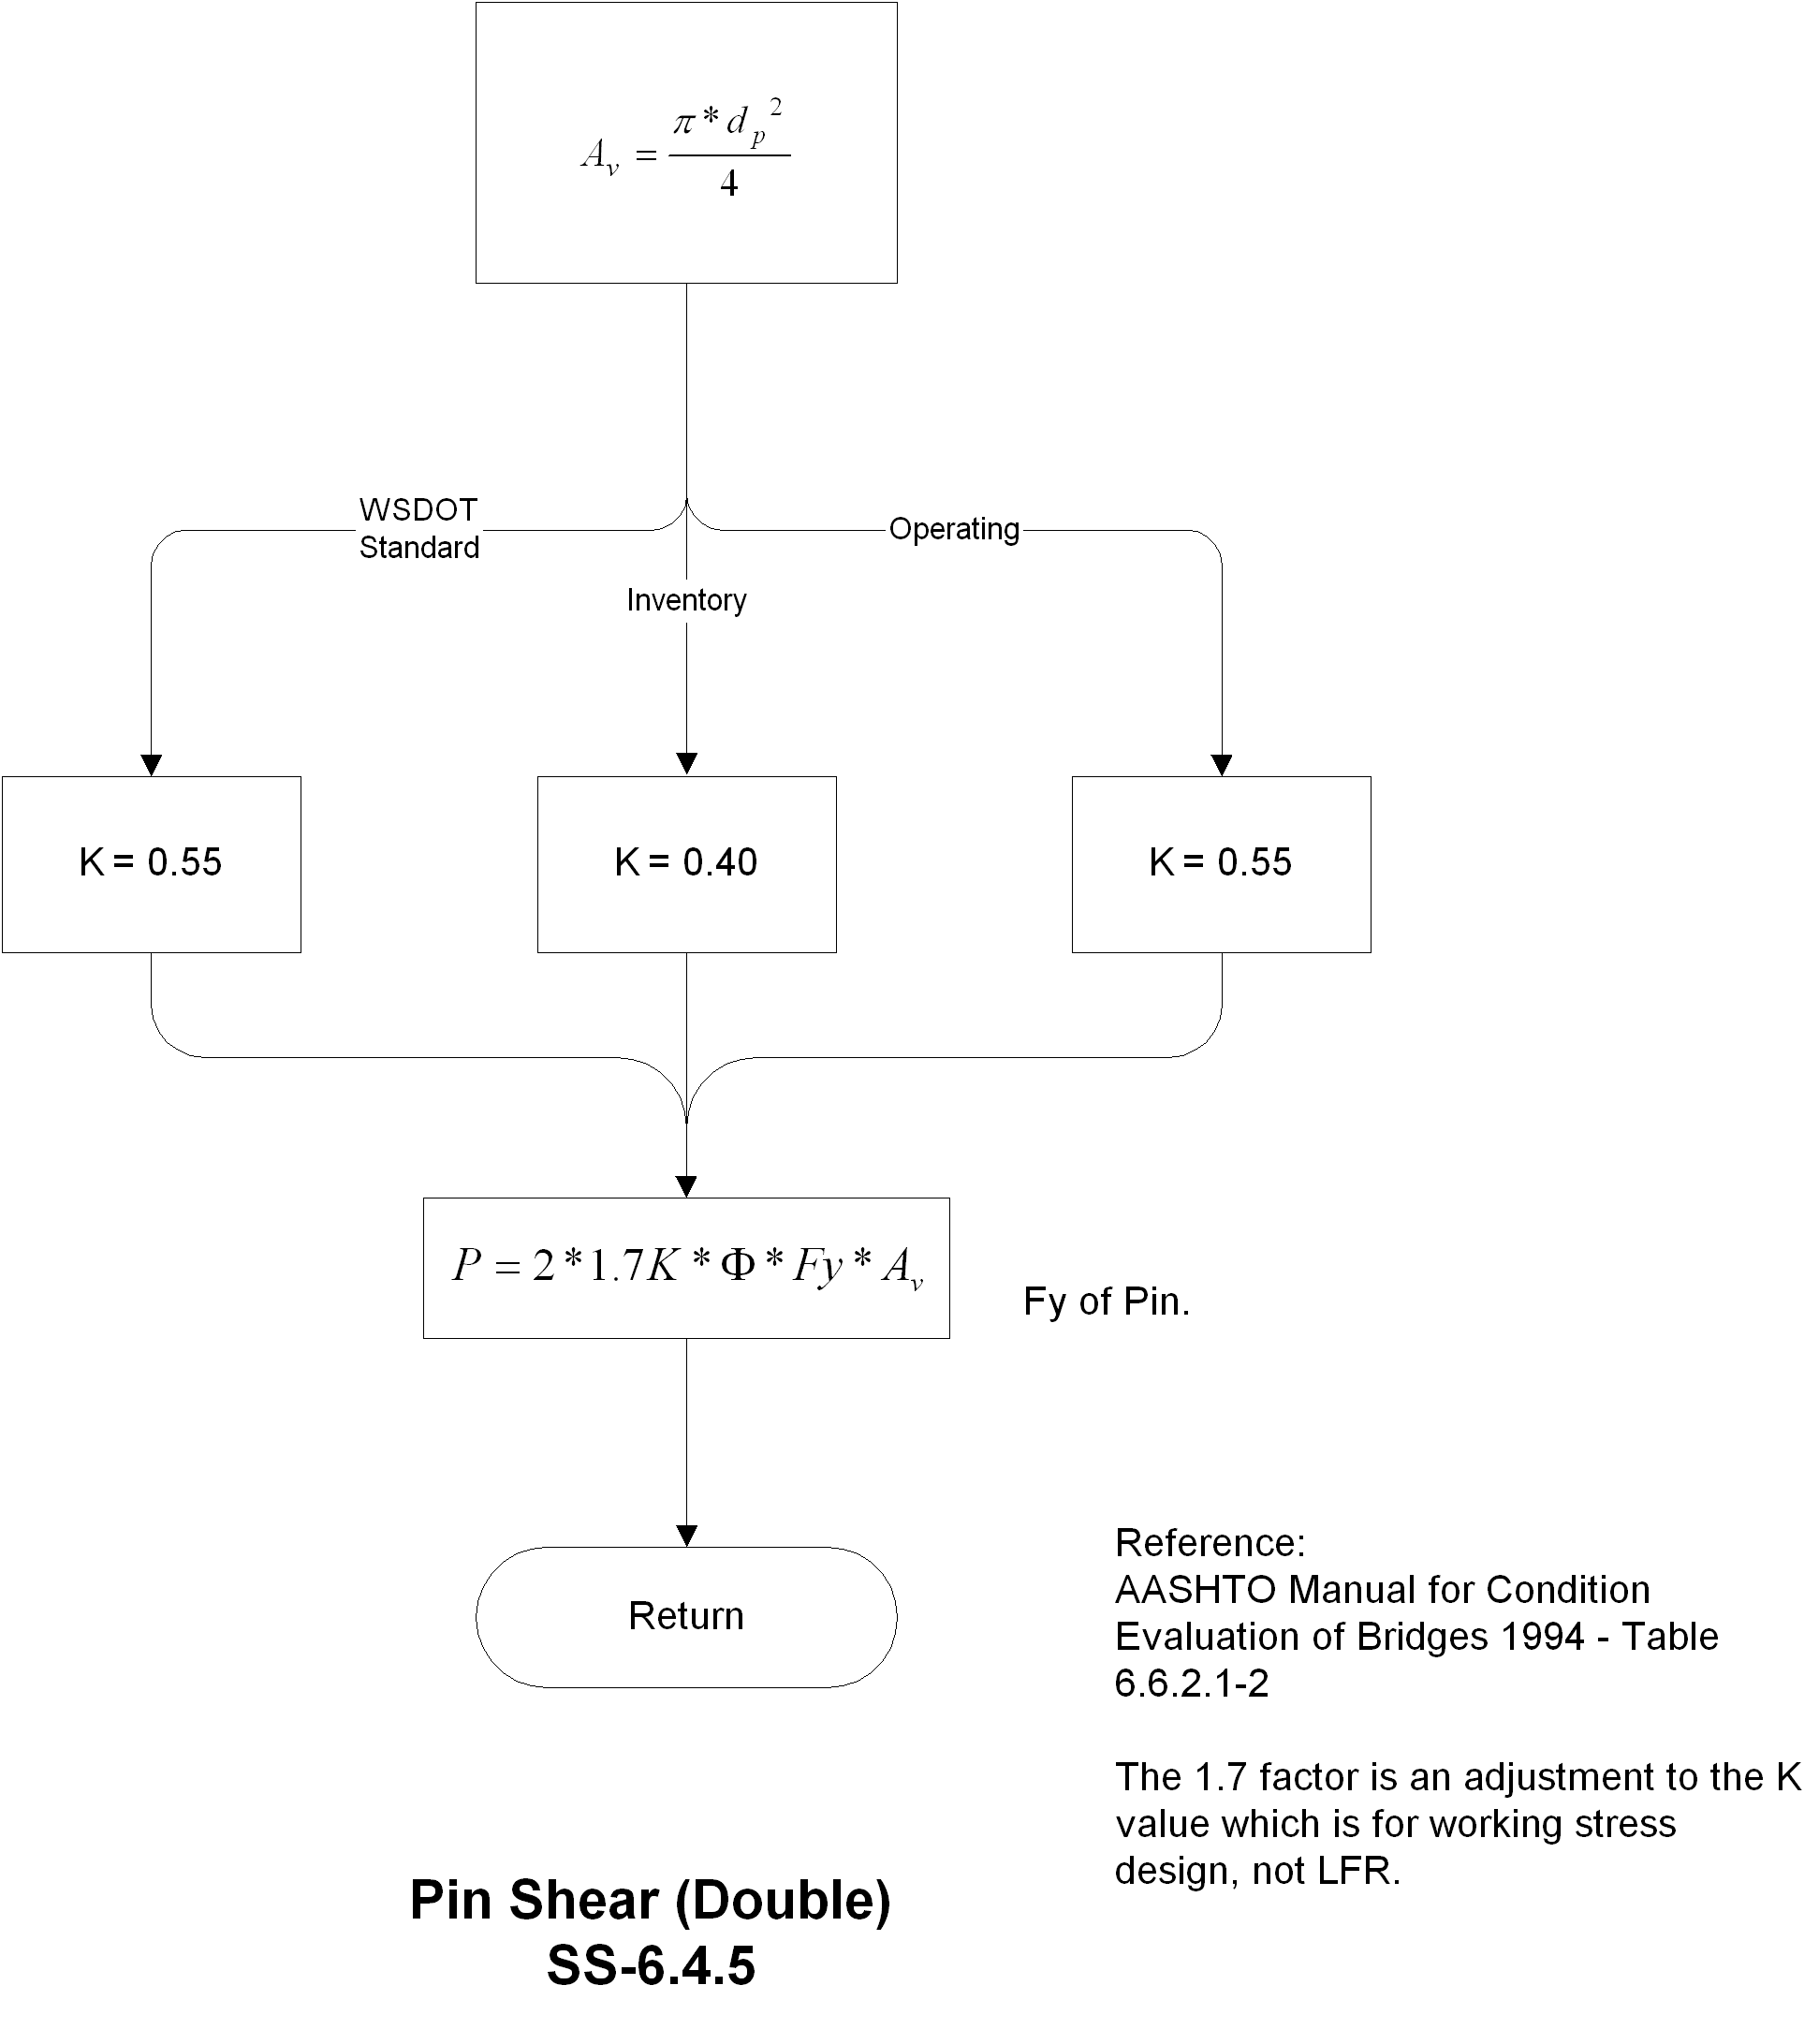 A_v = π * d_p^2 / 4
WSDOT
Standard
Operating
Inventory
K = 0.55
K = 0.40
K = 0.55
P = 2 * 1.7K * Φ * Fy * A_v
Fy of Pin.
Return
Reference:
AASHTO Manual for Condition
Evaluation of Bridges 1994 - Table
6.6.2.1-2
The 1.7 factor is an adjustment to the K
value which is for working stress
design, not LFR.
Pin Shear (Double)
SS-6.4.5